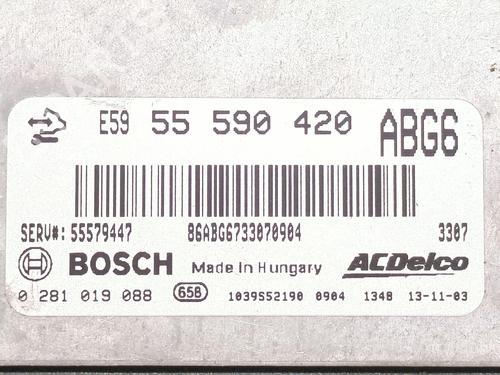 E59 55 590 420 ABG6
SERV#: 55579447 86ABG6733070904 3307
BOSCH Made in Hungary ACDelco
0 281 019 088 658 1039S52190 0904 1348 13-11-03